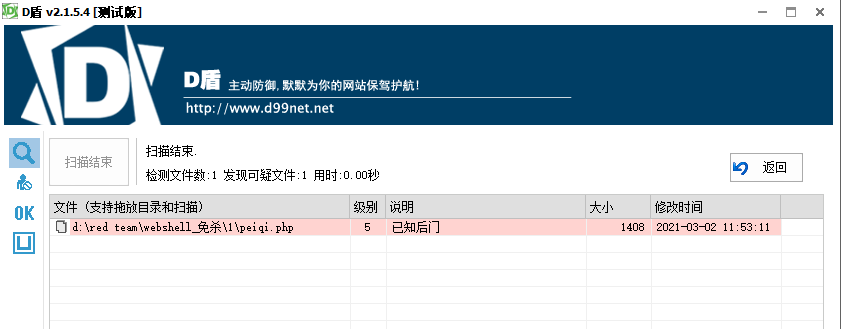 D盾 v2.1.5.4 [测试版]
D
D盾 主动防御,默默为你的网站保驾护航!
http://www.d99net.net
扫描结束
扫描结束.
检测文件数:1 发现可疑文件:1 用时:0.00秒
返回
OK
文件 (支持拖放目录和扫描) 级别 说明 大小 修改时间
d:\red team\webshell_免杀\1\peiqi.php 5 已知后门 1408 2021-03-02 11:53:11